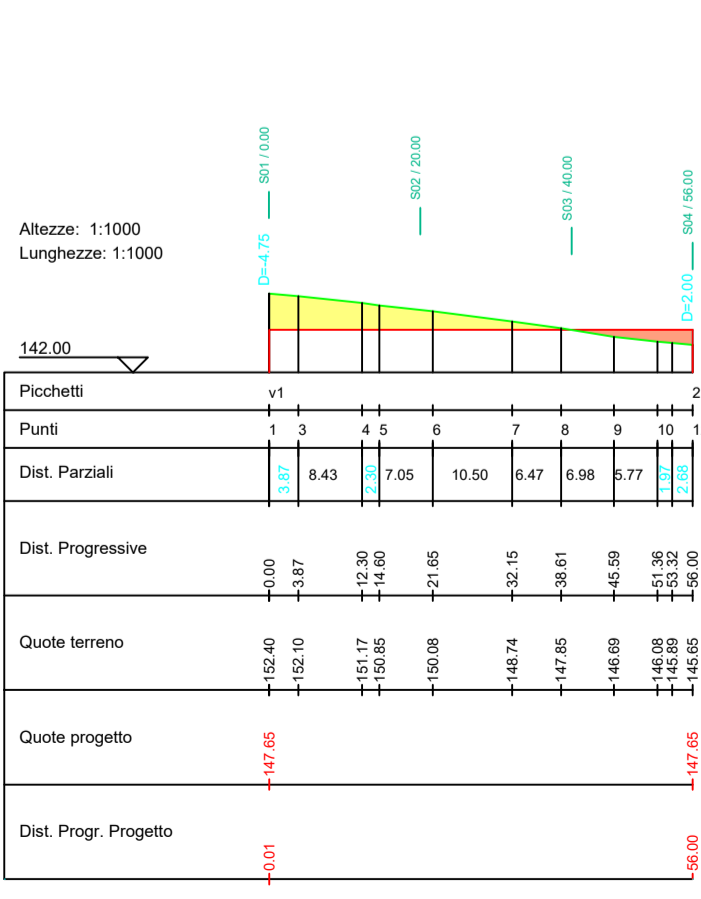 S01 / 0.00
S02 / 20.00
S03 / 40.00
S04 / 56.00
Altezze: 1:1000
Lunghezze: 1:1000
D=-4.75
D=2.00
142.00
Picchetti
v1 2
Punti
1 3 4 5 6 7 8 9 10 1
Dist. Parziali
3.87 8.43 2.30 7.05 10.50 6.47 6.98 5.77 1.97 2.68
Dist. Progressive
0.00 3.87 12.30 14.60 21.65 32.15 38.61 45.59 51.36 53.32 56.00
Quote terreno
152.40 152.10 151.17 150.85 150.08 148.74 147.85 146.69 146.08 145.89 145.65
Quote progetto
147.65 147.65
Dist. Progr. Progetto
0.01 56.00